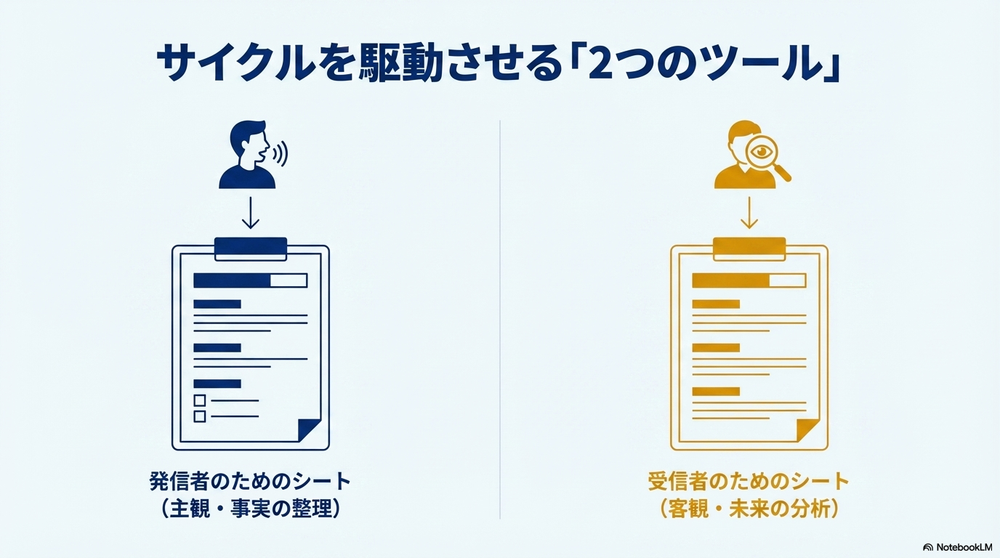 サイクルを駆動させる「2つのツール」
発信者のためのシート
（主観・事実の整理）
受信者のためのシート
（客観・未来の分析）
NotebookLM